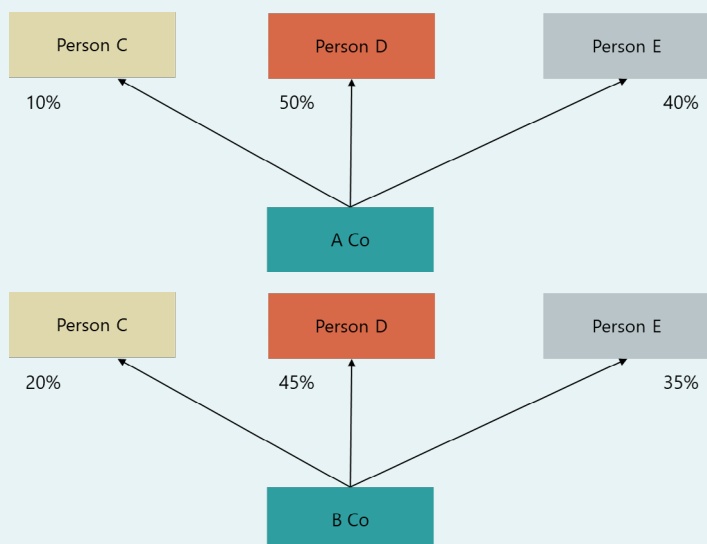 Person C
Person D
Person E
10%
50%
40%
A Co
Person C
Person D
Person E
20%
45%
35%
B Co